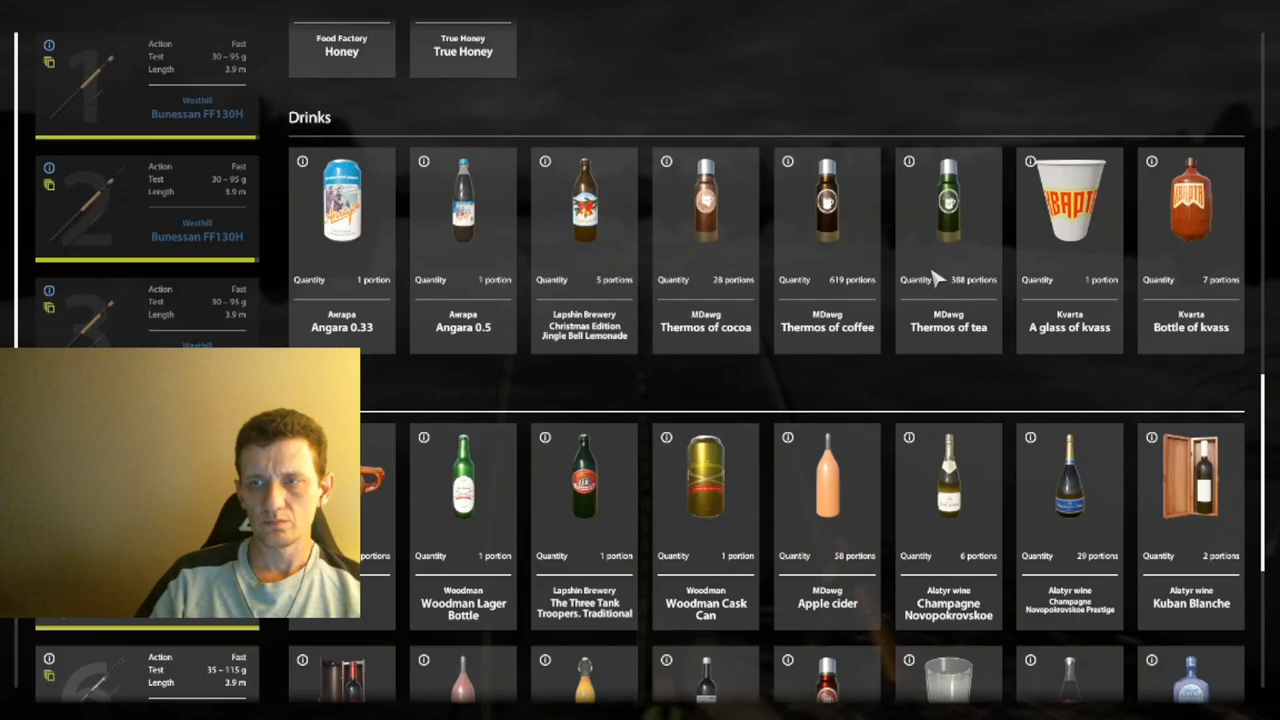 Food Factory
Honey
True Honey
True Honey
Action Fast
Test 30 – 95 g
Length 3.9 m
Westhill
Bunessan FF130H
Action Fast
Test 30 – 95 g
Length 3.9 m
Westhill
Bunessan FF130H
Action Fast
Test 30 – 95 g
Length 3.9 m
Westhill
Action Fast
Test 35 – 115 g
Length 3.9 m
Drinks
Quantity 1 portion
Ангара
Angara 0.33
Quantity 1 portion
Ангара
Angara 0.5
Quantity 5 portions
Lapshin Brewery
Christmas Edition
Jingle Bell Lemonade
Quantity 28 portions
MDawg
Thermos of cocoa
Quantity 619 portions
MDawg
Thermos of coffee
Quantity 388 portions
MDawg
Thermos of tea
КВАРТА
Quantity 1 portion
Kvarta
A glass of kvass
КВАРТА
Quantity 7 portions
Kvarta
Bottle of kvass
portions
Quantity 1 portion
Woodman
Woodman Lager
Bottle
Quantity 1 portion
Lapshin Brewery
The Three Tank
Troopers. Traditional
Quantity 1 portion
Woodman
Woodman Cask
Can
Quantity 58 portions
MDawg
Apple cider
Quantity 6 portions
Alatyr wine
Champagne
Novopokrovskoe
Quantity 29 portions
Alatyr wine
Champagne
Novopokrovskoe Prestige
Quantity 2 portions
Alatyr wine
Kuban Blanche